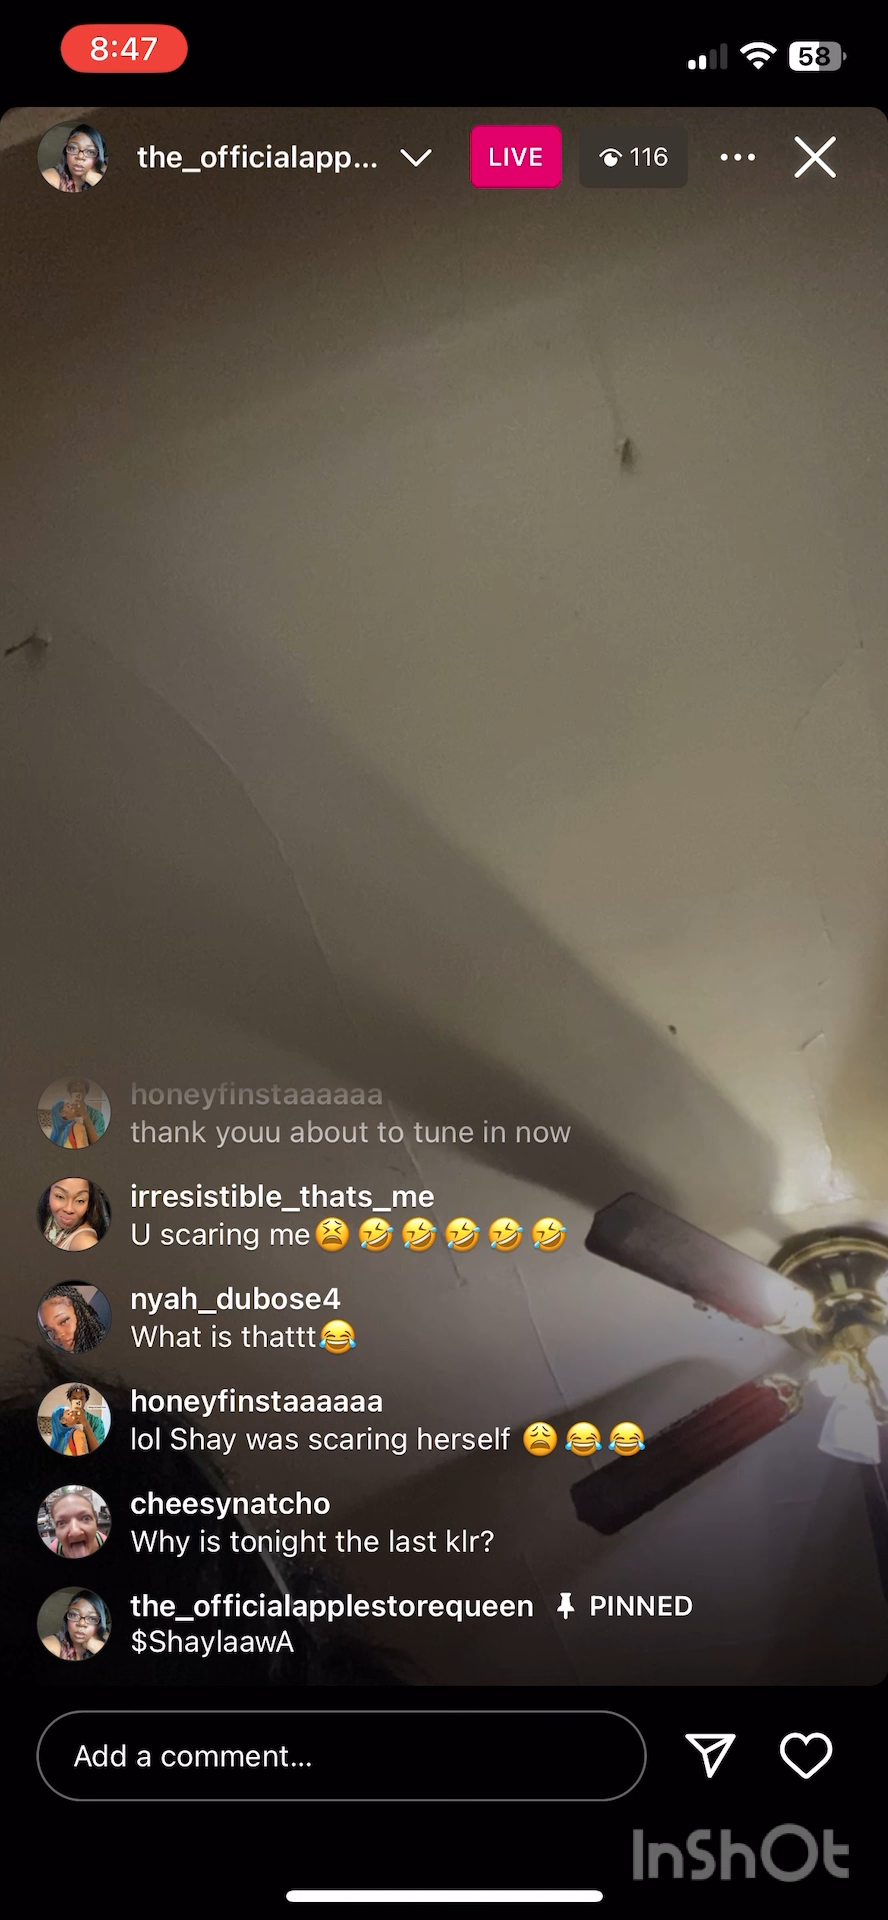 8:47
58
the_officialapp...
LIVE
116
honeyfinstaaaaaa
thank youu about to tune in now
irresistible_thats_me
U scaring me😫🤣🤣🤣🤣🤣
nyah_dubose4
What is thattt😂
honeyfinstaaaaaa
lol Shay was scaring herself 😩😂😂
cheesynatcho
Why is tonight the last klr?
the_officialapplestorequeen PINNED
$ShaylaawA
Add a comment...
InShOt